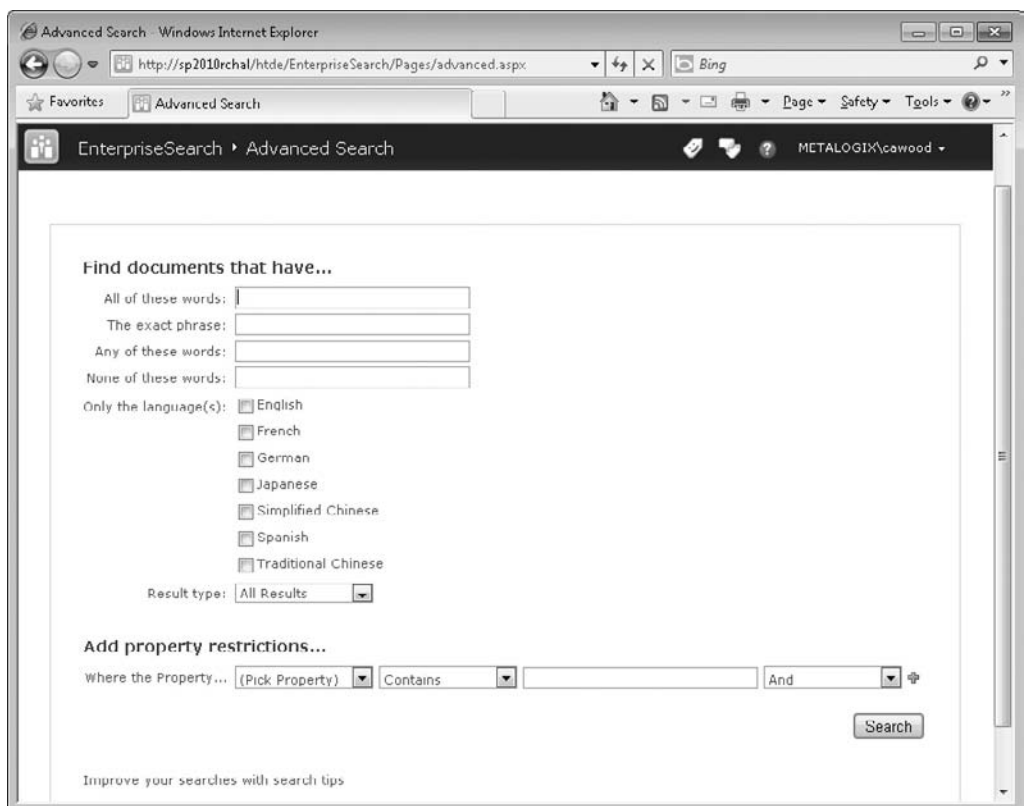 Advanced Search - Windows Internet Explorer
http://sp2010rchal/htde/EnterpriseSearch/Pages/advanced.aspx
Bing
Favorites
Advanced Search
Page
Safety
Tools
EnterpriseSearch
Advanced Search
METALOGIX\cawood
Find documents that have...
All of these words:
The exact phrase:
Any of these words:
None of these words:
Only the language(s):
English
French
German
Japanese
Simplified Chinese
Spanish
Traditional Chinese
Result type: All Results
Add property restrictions...
Where the Property... (Pick Property) Contains And
Search
Improve your searches with search tips